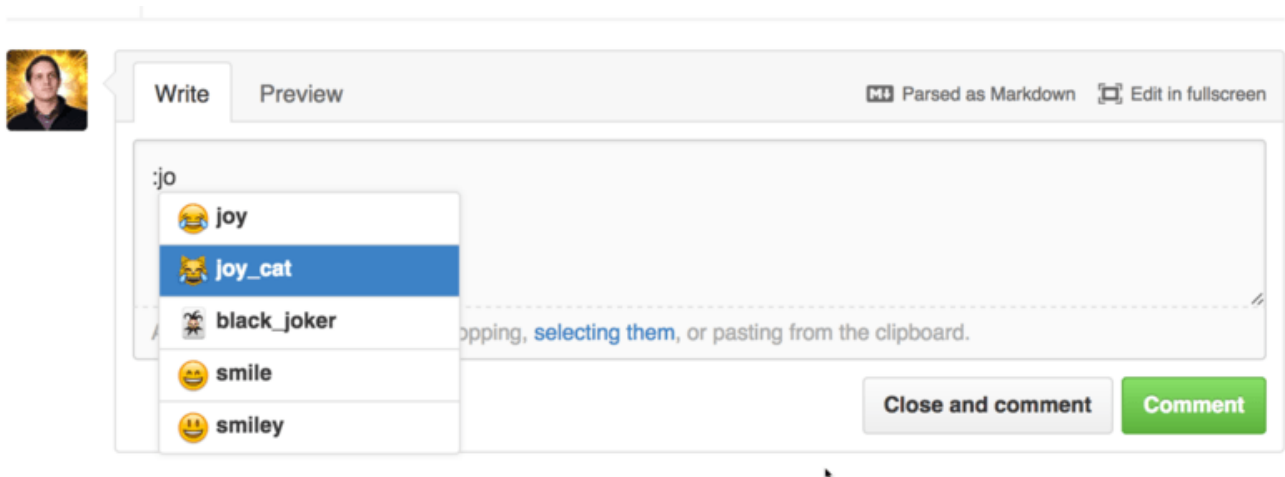 Write Preview Parsed as Markdown Edit in fullscreen
:jo
joy
joy_cat
black_joker
opping, selecting them, or pasting from the clipboard.
smile
smiley
Close and comment Comment